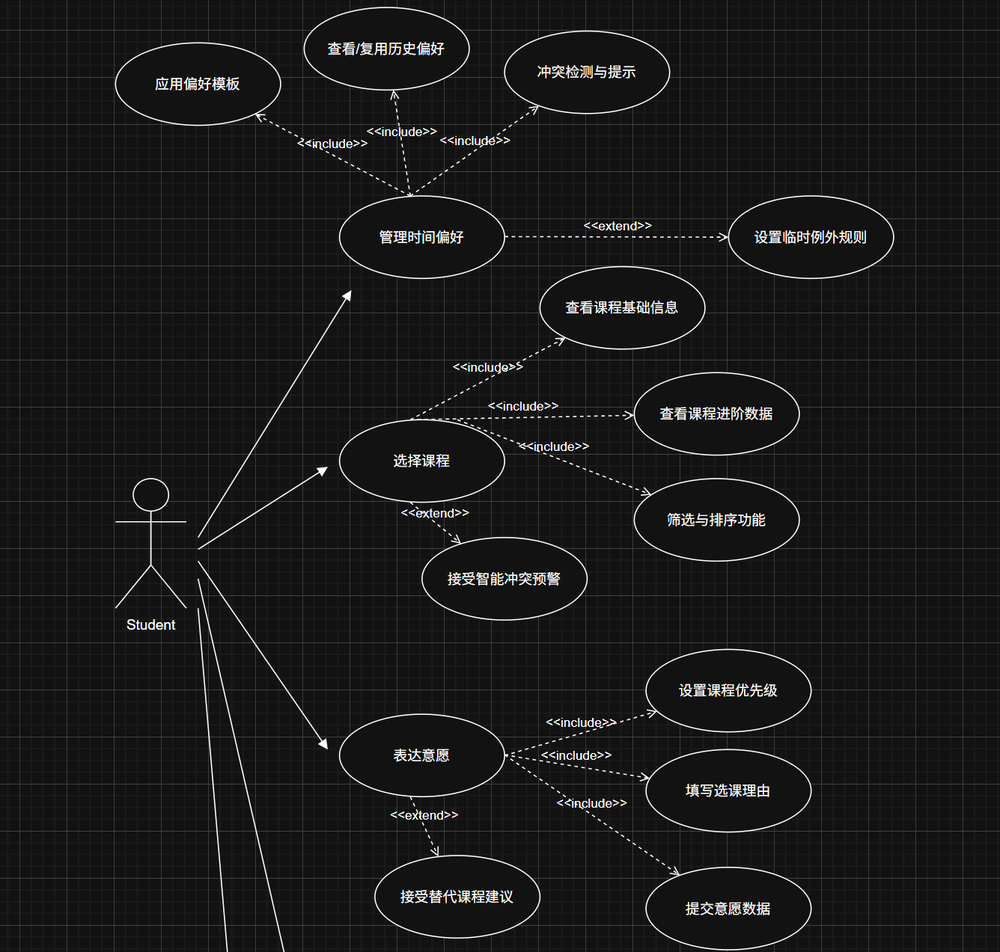 查看/复用历史偏好
冲突检测与提示
应用偏好模板
<<include>>
<<include>>
<<include>>
管理时间偏好
<<extend>>
设置临时例外规则
查看课程基础信息
<<include>>
<<include>>
查看课程进阶数据
<<include>>
选择课程
<<extend>>
筛选与排序功能
接受智能冲突预警
Student
设置课程优先级
<<include>>
表达意愿
<<include>>
填写选课理由
<<include>>
<<extend>>
接受替代课程建议
提交意愿数据